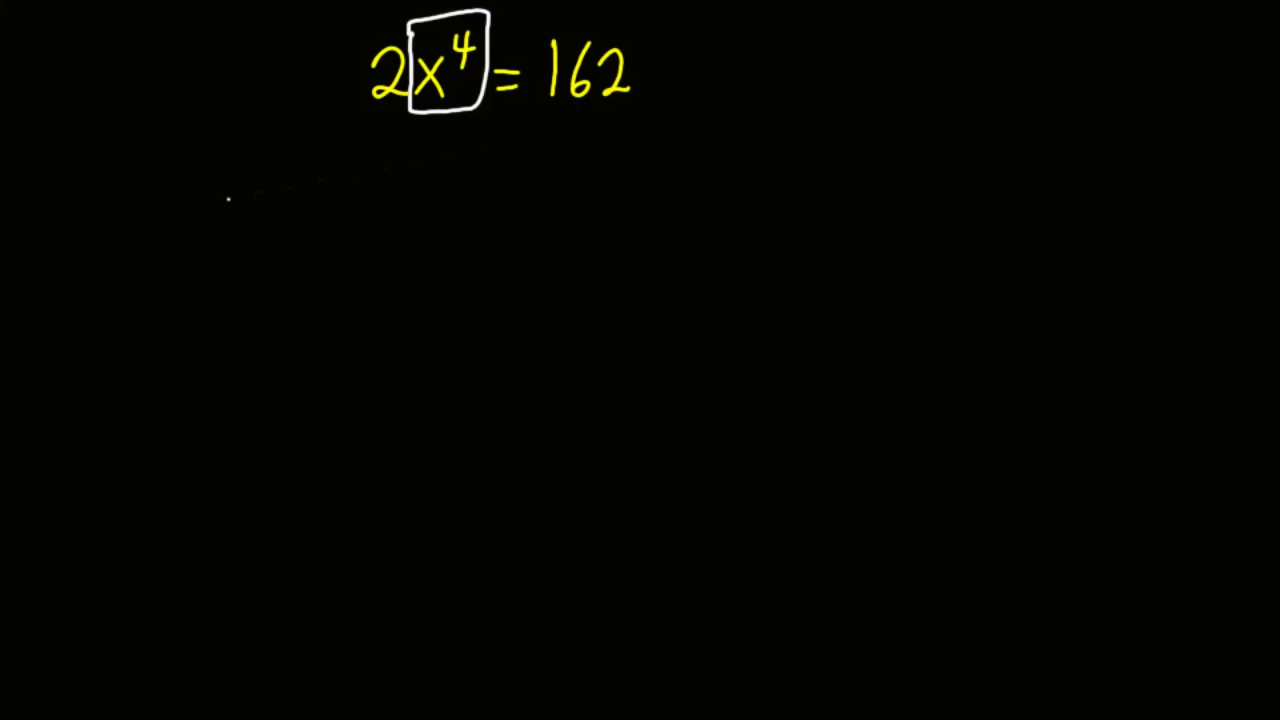 2x⁴ = 162